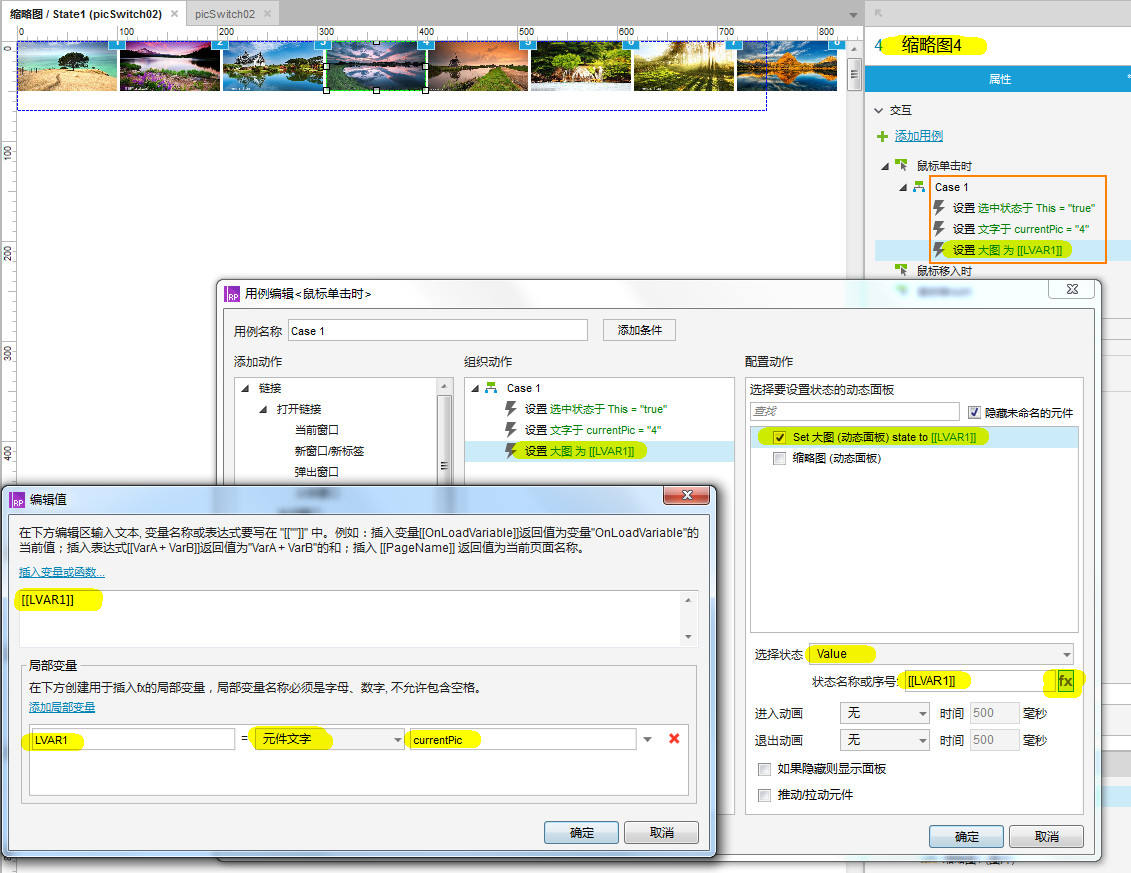 缩略图 / State1 (picSwitch02) ×
picSwitch02 ×
0 100 200 300 400 500 600 700 800
1 2 3 4 5 6 7 8
0
100
200
300
400
4 缩略图4
属性 *
交互
添加用例
鼠标单击时
Case 1
设置 选中状态于 This = "true"
设置 文字于 currentPic = "4"
设置 大图 为 [[LVAR1]]
鼠标移入时
用例编辑<鼠标单击时>
用例名称 Case 1 添加条件
添加动作
链接
打开链接
当前窗口
新窗口/新标签
弹出窗口
组织动作
Case 1
设置 选中状态于 This = "true"
设置 文字于 currentPic = "4"
设置 大图 为 [[LVAR1]]
配置动作
选择要设置状态的动态面板
查找 隐藏未命名的元件
Set 大图 (动态面板) state to [[LVAR1]]
缩略图 (动态面板)
选择状态 Value
状态名称或序号: [[LVAR1]] fx
进入动画 无 时间 500 毫秒
退出动画 无 时间 500 毫秒
如果隐藏则显示面板
推动/拉动元件
确定 取消
编辑值
在下方编辑区输入文本, 变量名称或表达式要写在 "[[""]]" 中。例如：插入变量[[OnLoadVariable]]返回值为变量"OnLoadVariable"的
当前值；插入表达式[[VarA + VarB]]返回值为"VarA + VarB"的和；插入 [[PageName]] 返回值为当前页面名称。
插入变量或函数...
[[LVAR1]]
局部变量
在下方创建用于插入fx的局部变量，局部变量名称必须是字母、数字, 不允许包含空格。
添加局部变量
LVAR1 = 元件文字 currentPic
确定 取消